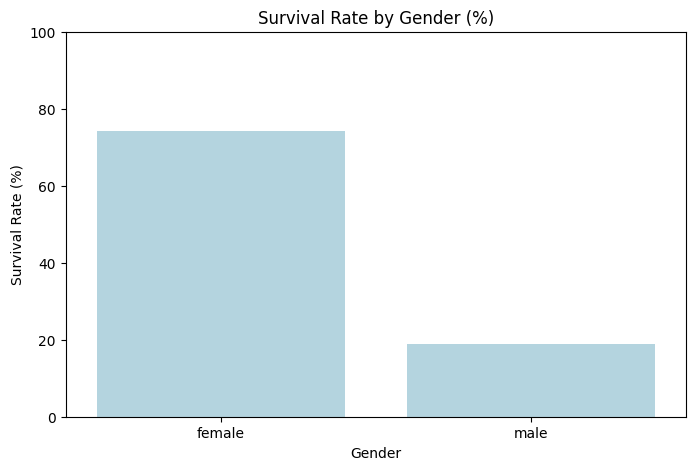 Survival Rate by Gender (%)
100
80
60
40
20
0
Survival Rate (%)
female
male
Gender